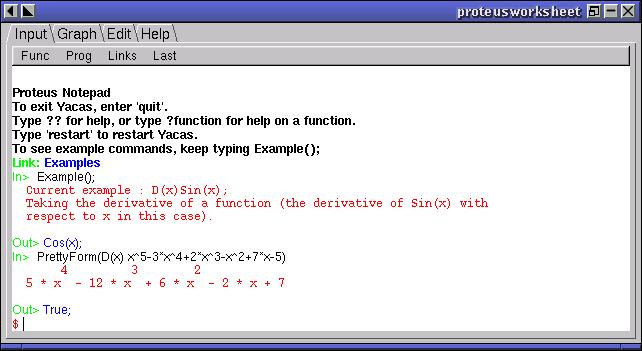 proteusworksheet
Input Graph Edit Help
Func Prog Links Last
Proteus Notepad
To exit Yacas, enter 'quit'.
Type ?? for help, or type ?function for help on a function.
Type 'restart' to restart Yacas.
To see example commands, keep typing Example();
Link: Examples
In> Example();
Current example : D(x)Sin(x);
Taking the derivative of a function (the derivative of Sin(x) with
respect to x in this case).
Out> Cos(x);
In> PrettyForm(D(x) x^5-3*x^4+2*x^3-x^2+7*x-5)
4 3 2
5 * x - 12 * x + 6 * x - 2 * x + 7
Out> True;
$